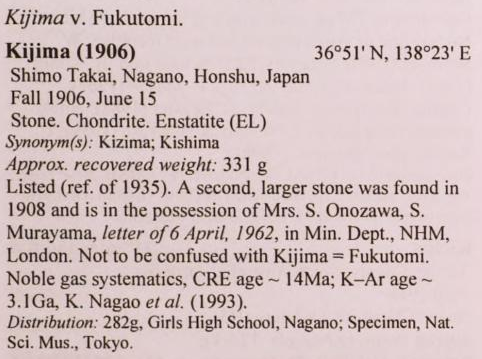 Kijima v. Fukutomi.
Kijima (1906) 36°51' N, 138°23' E
Shimo Takai, Nagano, Honshu, Japan
Fall 1906, June 15
Stone. Chondrite. Enstatite (EL)
Synonym(s): Kizima; Kishima
Approx. recovered weight: 331 g
Listed (ref. of 1935). A second, larger stone was found in
1908 and is in the possession of Mrs. S. Onozawa, S.
Murayama, letter of 6 April, 1962, in Min. Dept., NHM,
London. Not to be confused with Kijima = Fukutomi.
Noble gas systematics, CRE age ~ 14Ma; K–Ar age ~
3.1Ga, K. Nagao et al. (1993).
Distribution: 282g, Girls High School, Nagano; Specimen, Nat.
Sci. Mus., Tokyo.